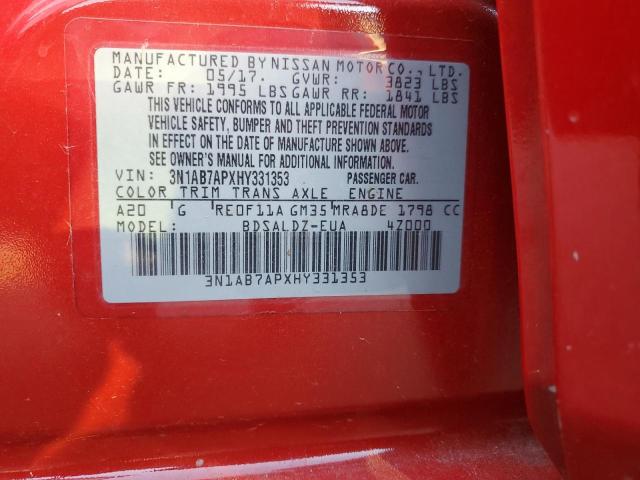 MANUFACTURED BY NISSAN MOTOR CO., LTD.
DATE: 05/17. GVWR: 3823 LBS
GAWR FR: 1995 LBS GAWR RR: 1841 LBS
THIS VEHICLE CONFORMS TO ALL APPLICABLE FEDERAL MOTOR
VEHICLE SAFETY, BUMPER AND THEFT PREVENTION STANDARDS
IN EFFECT ON THE DATE OF MANUFACTURE SHOWN ABOVE.
SEE OWNER'S MANUAL FOR ADDITIONAL INFORMATION.
VIN: 3N1AB7APXHY331353 PASSENGER CAR.
COLOR TRIM TRANS AXLE ENGINE
A20 G RE0F11A GM35 MRA8DE 1798 CC
MODEL: BDSALDZ-EUA 4Z000
3N1AB7APXHY331353